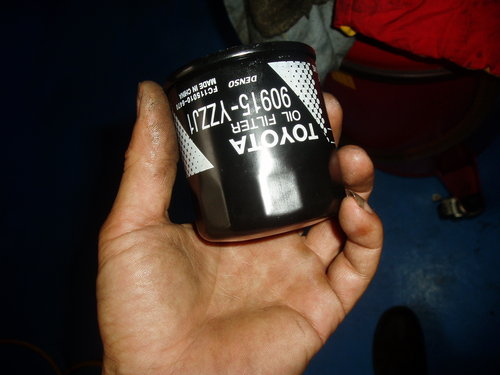 TOYOTA
OIL FILTER
90915-YZZJ1
DENSO
MADE IN CHINA